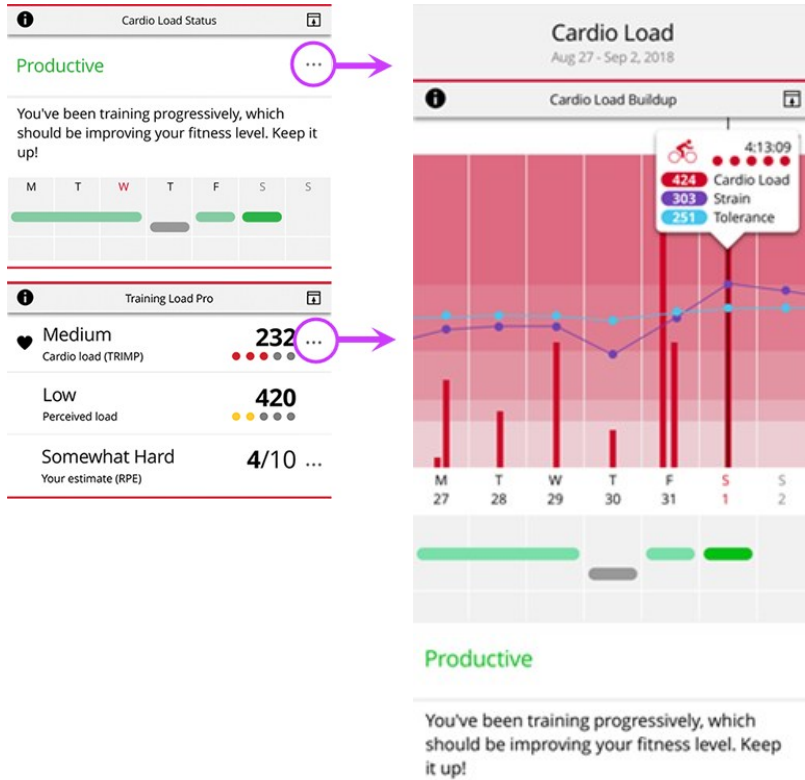 Cardio Load Status
Productive
You've been training progressively, which
should be improving your fitness level. Keep it
up!
M T W T F S S
Training Load Pro
Medium 232
Cardio load (TRIMP)
Low 420
Perceived load
Somewhat Hard 4/10
Your estimate (RPE)
Cardio Load
Aug 27 - Sep 2, 2018
Cardio Load Buildup
4:13:09
424 Cardio Load
303 Strain
251 Tolerance
M T W T F S S
27 28 29 30 31 1 2
Productive
You've been training progressively, which
should be improving your fitness level. Keep
it up!